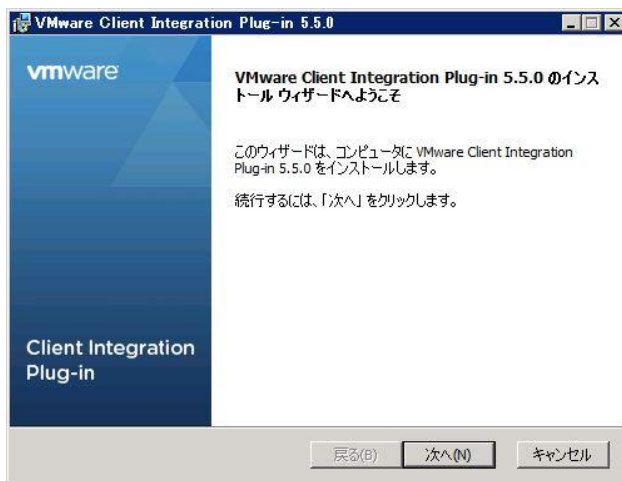 VMware Client Integration Plug-in 5.5.0
vmware
VMware Client Integration Plug-in 5.5.0 のインス
トール ウィザードへようこそ
このウィザードは、コンピュータに VMware Client Integration
Plug-in 5.5.0 をインストールします。
続行するには、「次へ」 をクリックします。
Client Integration
Plug-in
戻る(B)
次へ(N)
キャンセル